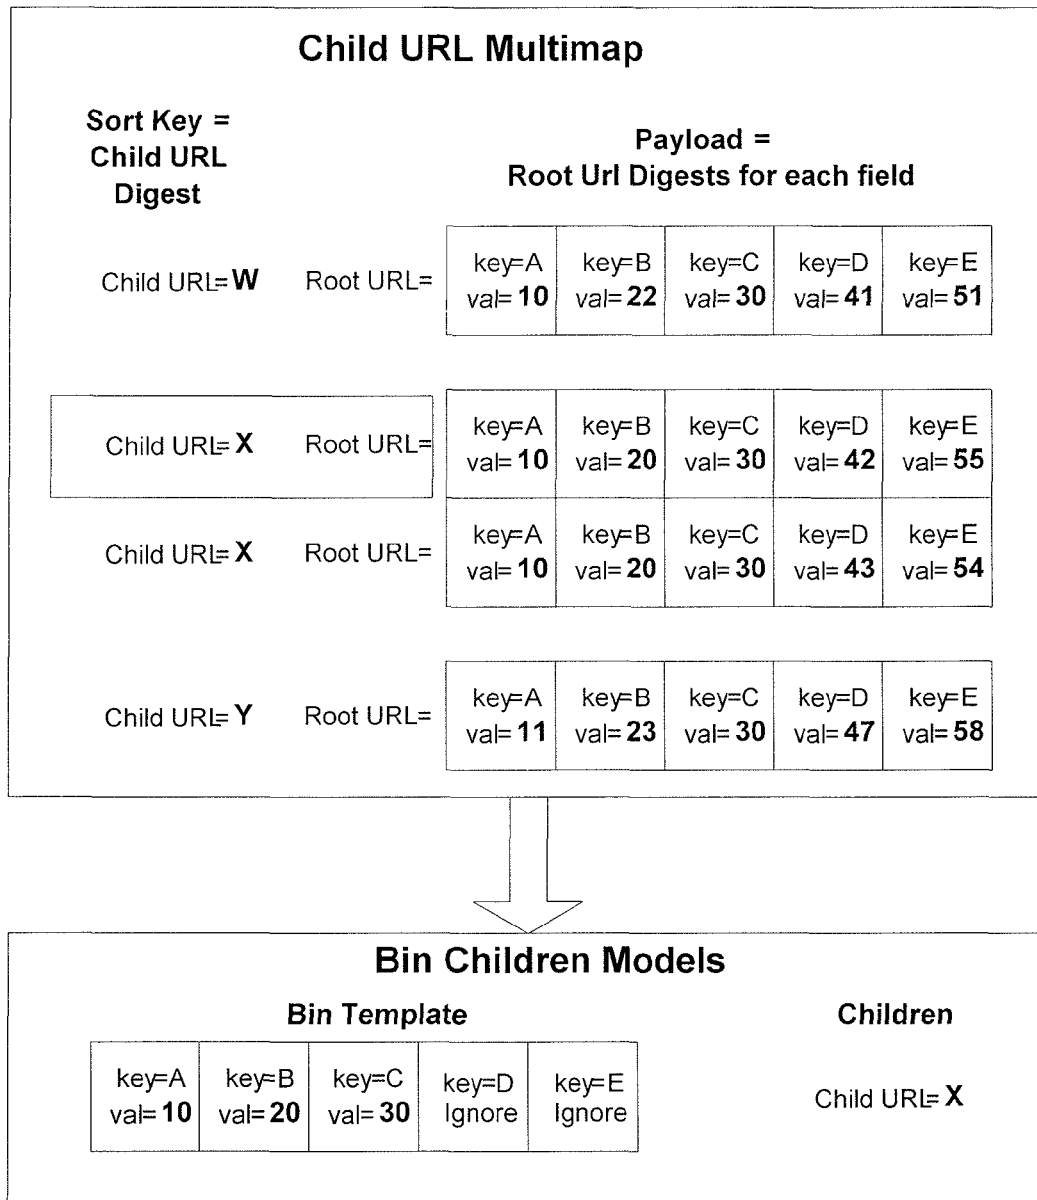 Child URL Multimap
Sort Key =
Child URL
Digest
Payload =
Root Url Digests for each field
Child URL= W Root URL=
key=A key=B key=C key=D key=E
val= 10 val= 22 val= 30 val= 41 val= 51
Child URL= X Root URL=
key=A key=B key=C key=D key=E
val= 10 val= 20 val= 30 val= 42 val= 55
Child URL= X Root URL=
key=A key=B key=C key=D key=E
val= 10 val= 20 val= 30 val= 43 val= 54
Child URL= Y Root URL=
key=A key=B key=C key=D key=E
val= 11 val= 23 val= 30 val= 47 val= 58
Bin Children Models
Bin Template
Children
key=A key=B key=C key=D key=E
val= 10 val= 20 val= 30 Ignore Ignore
Child URL= X